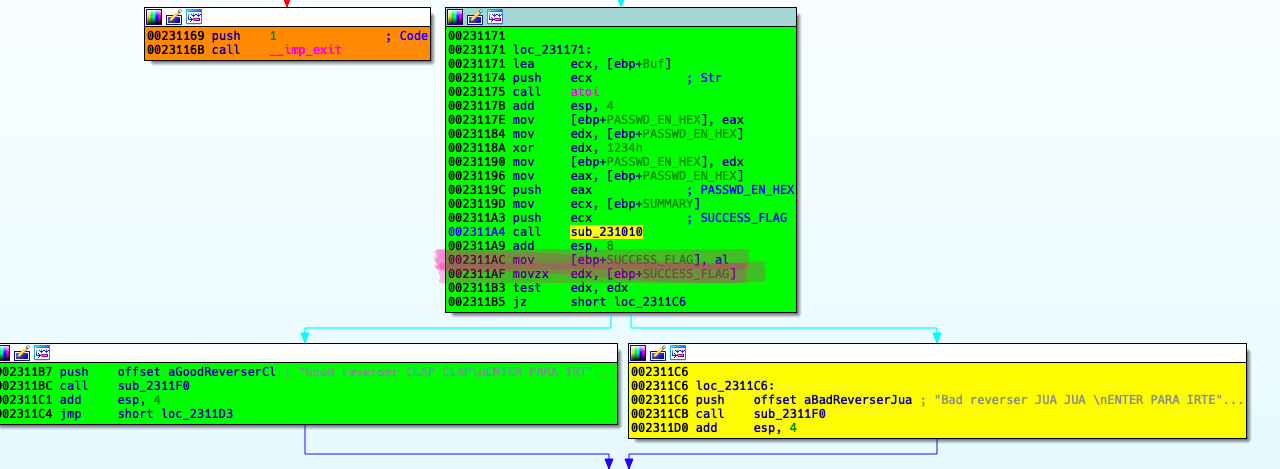 00231169 push 1 ; Code
0023116B call __imp_exit
00231171
00231171 loc_231171:
00231171 lea ecx, [ebp+Buf]
00231174 push ecx ; Str
00231175 call atoi
0023117B add esp, 4
0023117E mov [ebp+PASSWD_EN_HEX], eax
00231184 mov edx, [ebp+PASSWD_EN_HEX]
0023118A xor edx, 1234h
00231190 mov [ebp+PASSWD_EN_HEX], edx
00231196 mov eax, [ebp+PASSWD_EN_HEX]
0023119C push eax ; PASSWD_EN_HEX
0023119D mov ecx, [ebp+SUMMARY]
002311A3 push ecx ; SUCCESS_FLAG
002311A4 call sub_231010
002311A9 add esp, 8
002311AC mov [ebp+SUCCESS_FLAG], al
002311AF movzx edx, [ebp+SUCCESS_FLAG]
002311B3 test edx, edx
002311B5 jz short loc_2311C6
002311B7 push offset aGoodReverserCl ; "Good reverser CLAP CLAP\nENTER PARA IRT"...
002311BC call sub_2311F0
002311C1 add esp, 4
002311C4 jmp short loc_2311D3
002311C6
002311C6 loc_2311C6:
002311C6 push offset aBadReverserJua ; "Bad reverser JUA JUA \nENTER PARA IRTE"...
002311CB call sub_2311F0
002311D0 add esp, 4